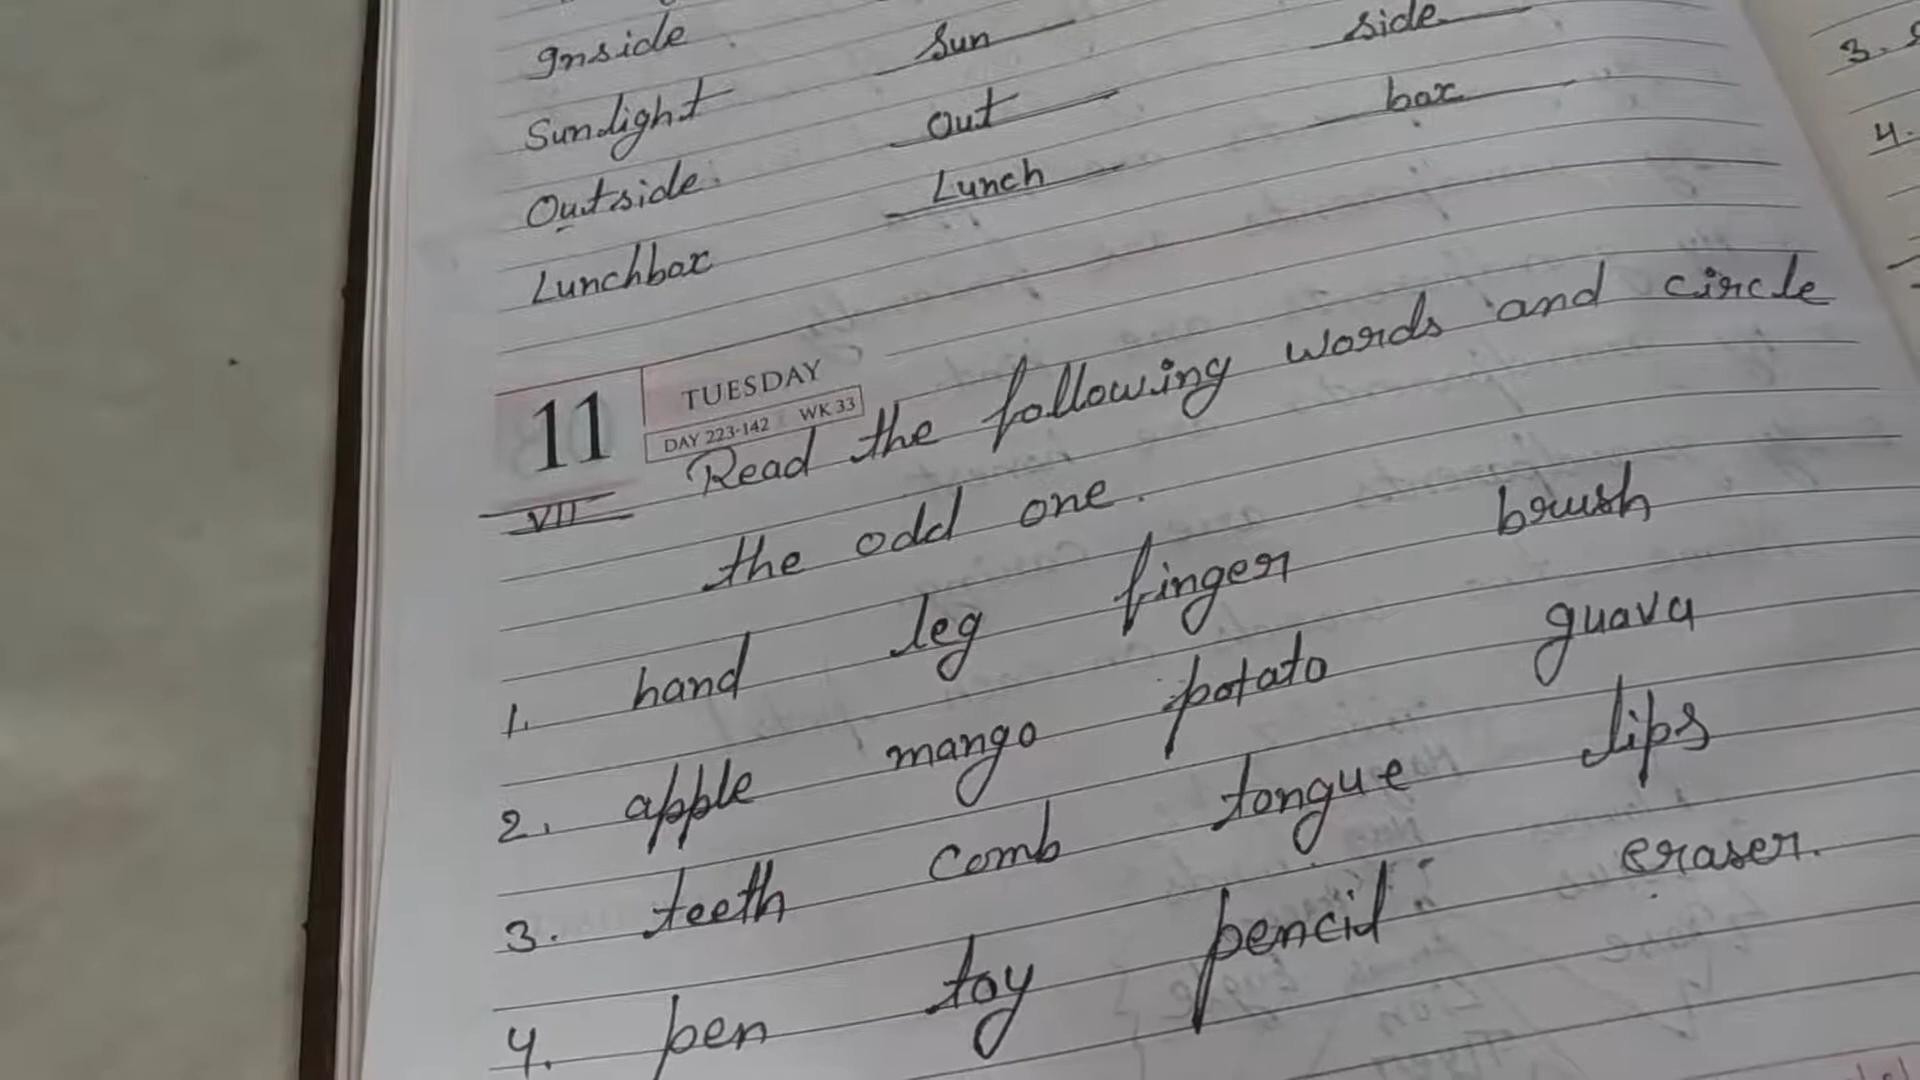 Inside Sun side
Sunlight Out box
Outside Lunch
Lunchbox
11 TUESDAY
DAY 223-142 WK 33
VII
Read the following words and circle
the odd one.
1. hand leg finger brush
2. apple mango potato guava
3. teeth comb tongue lips
4. pen toy pencil eraser.
3.
4.